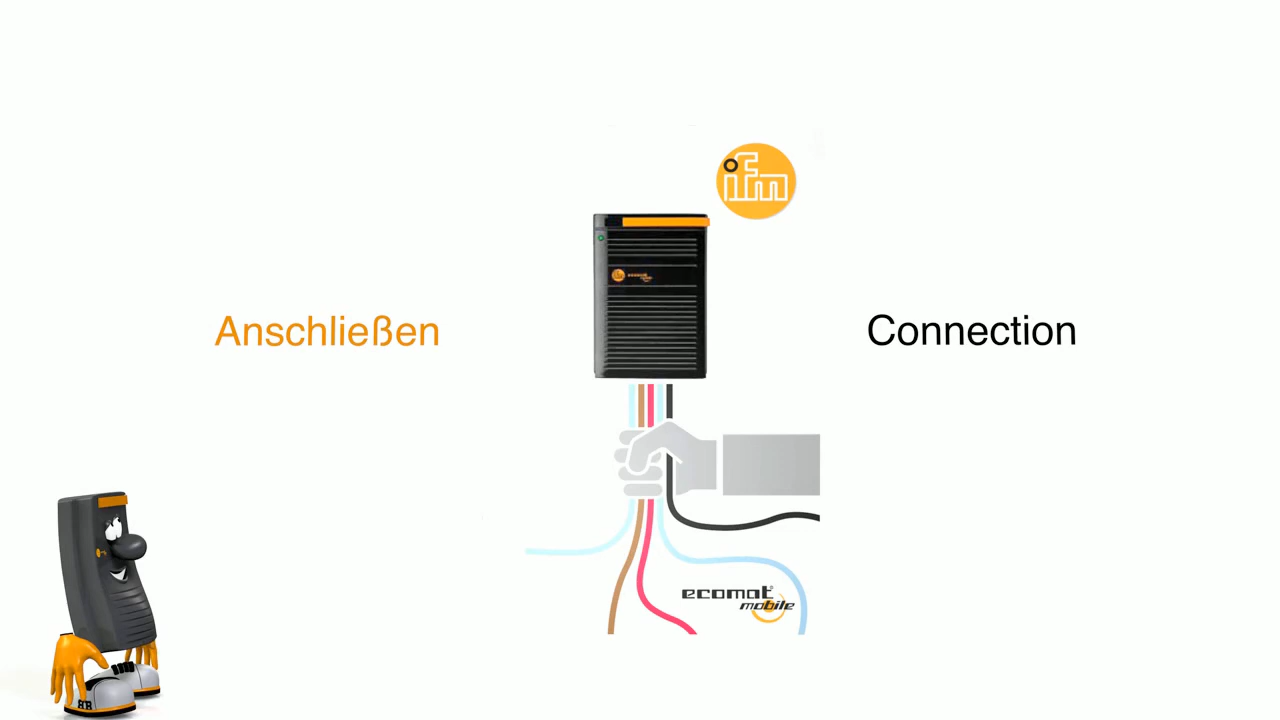 ifm
Anschließen
Connection
ecomat
mobile